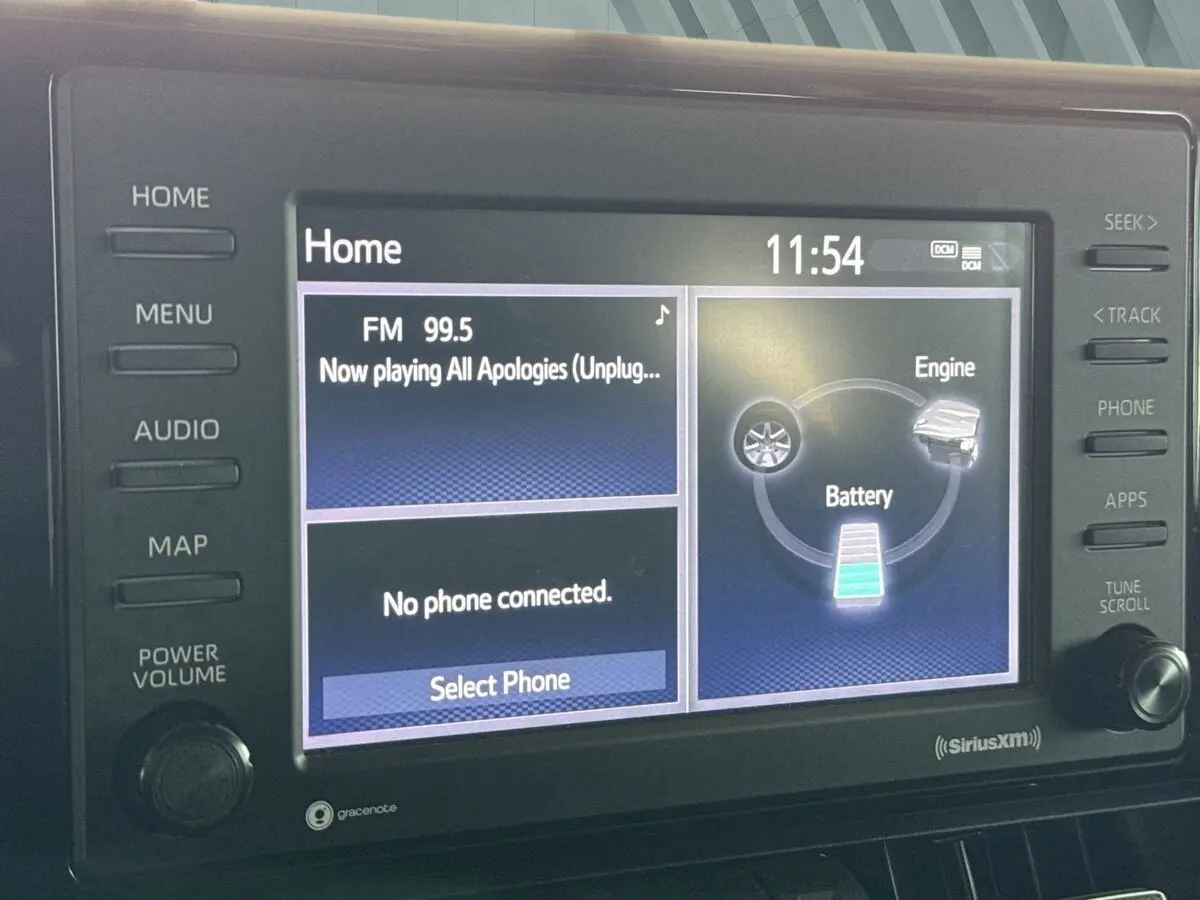 HOME
MENU
AUDIO
MAP
POWER
VOLUME
Home
11:54
DCM
DCM
FM 99.5
Now playing All Apologies (Unplug...
No phone connected.
Select Phone
Engine
Battery
SEEK >
< TRACK
PHONE
APPS
TUNE
SCROLL
gracenote
((SiriusXM))